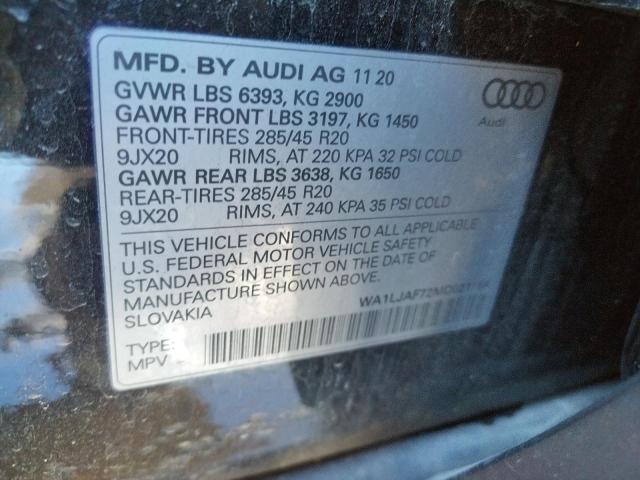 MFD. BY AUDI AG 11 20
GVWR LBS 6393, KG 2900
GAWR FRONT LBS 3197, KG 1450
FRONT-TIRES 285/45 R20
9JX20 RIMS, AT 220 KPA 32 PSI COLD
GAWR REAR LBS 3638, KG 1650
REAR-TIRES 285/45 R20
9JX20 RIMS, AT 240 KPA 35 PSI COLD
Audi
THIS VEHICLE CONFORMS TO ALL APPLICABLE
U.S. FEDERAL MOTOR VEHICLE SAFETY
STANDARDS IN EFFECT ON THE DATE OF
MANUFACTURE SHOWN ABOVE.
SLOVAKIA
TYPE:
MPV